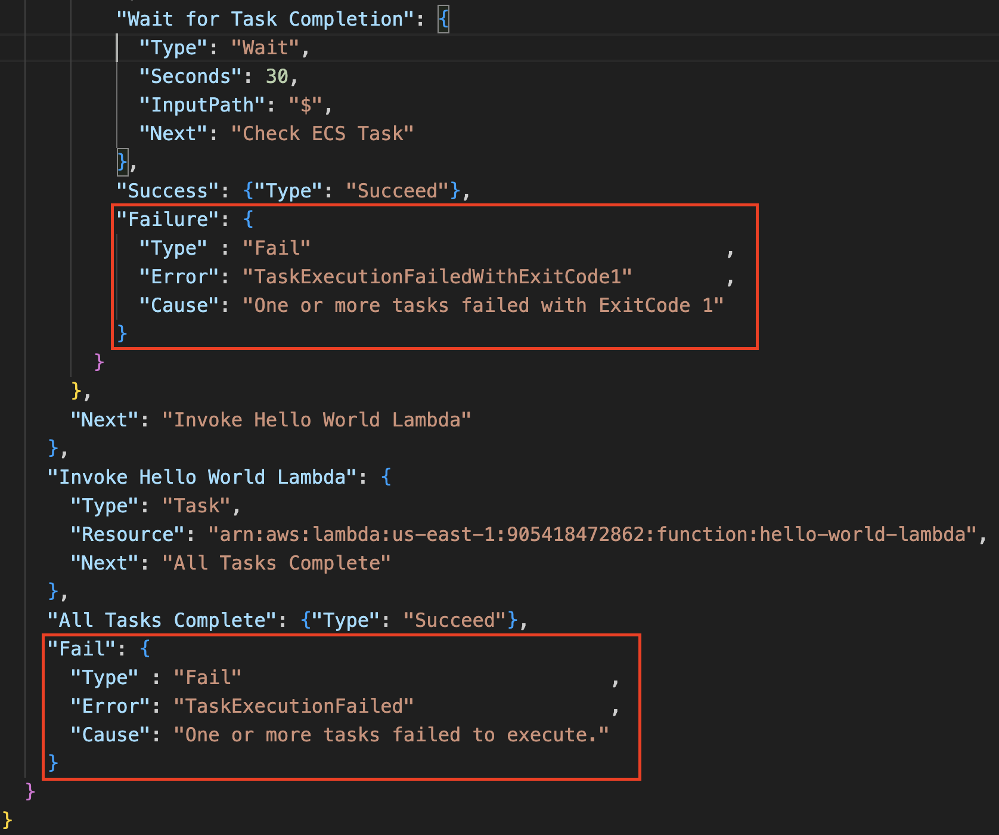 "Wait for Task Completion": {
"Type": "Wait",
"Seconds": 30,
"InputPath": "$",
"Next": "Check ECS Task"
},
"Success": {"Type": "Succeed"},
"Failure": {
"Type" : "Fail"                                    ,
"Error": "TaskExecutionFailedWithExitCode1"        ,
"Cause": "One or more tasks failed with ExitCode 1"
}
}
},
"Next": "Invoke Hello World Lambda"
},
"Invoke Hello World Lambda": {
"Type": "Task",
"Resource": "arn:aws:lambda:us-east-1:905418472862:function:hello-world-lambda",
"Next": "All Tasks Complete"
},
"All Tasks Complete": {"Type": "Succeed"},
"Fail": {
"Type" : "Fail"                                ,
"Error": "TaskExecutionFailed"                 ,
"Cause": "One or more tasks failed to execute."
}
}
}